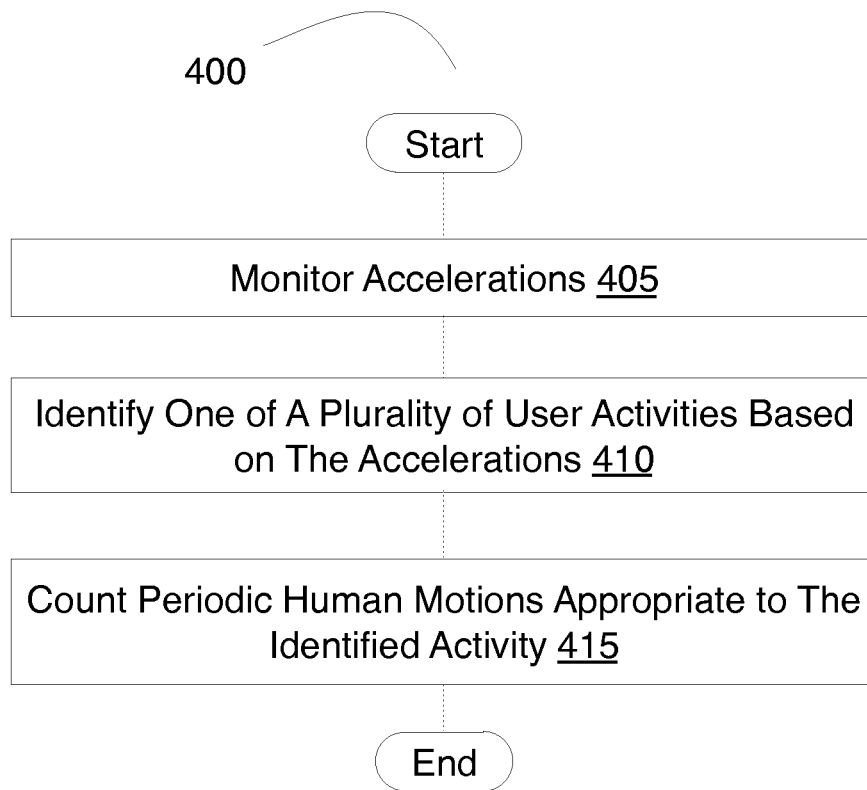 400
Start
Monitor Accelerations 405
Identify One of A Plurality of User Activities Based
on The Accelerations 410
Count Periodic Human Motions Appropriate to The
Identified Activity 415
End